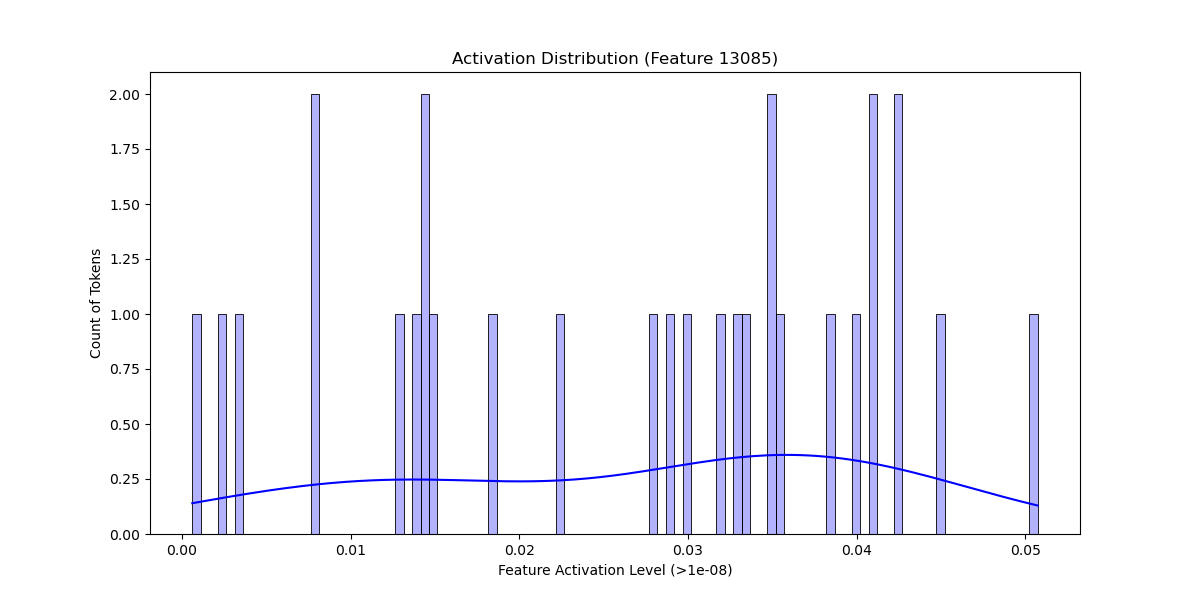 Activation Distribution (Feature 13085)
2.00
1.75
1.50
1.25
1.00
0.75
0.50
0.25
0.00
Count of Tokens
0.00 0.01 0.02 0.03 0.04 0.05
Feature Activation Level (>1e-08)